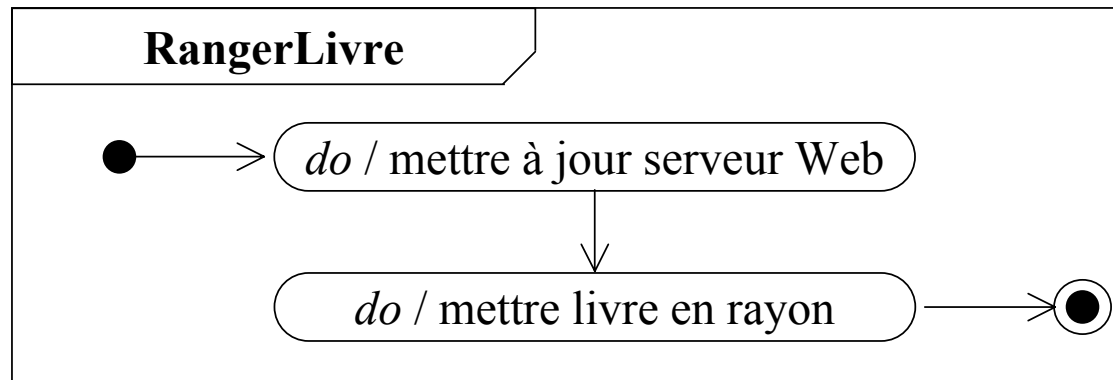 RangerLivre
do / mettre à jour serveur Web
do / mettre livre en rayon